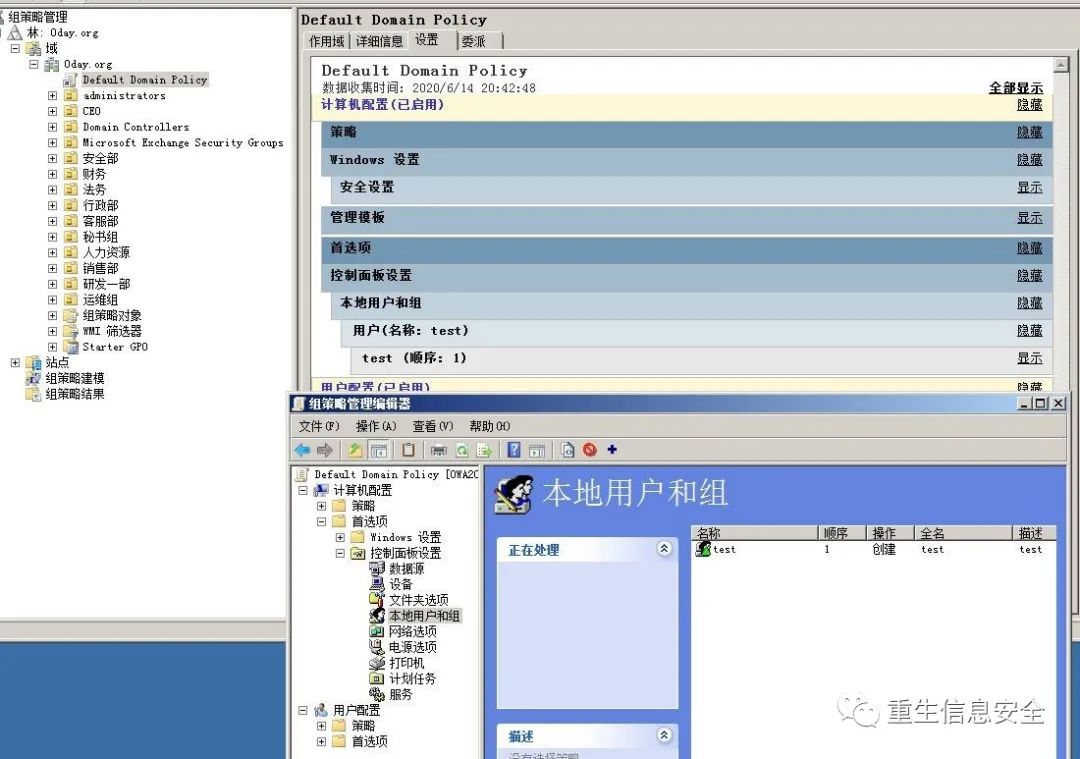 组策略管理
林: 0day.org
域
0day.org
Default Domain Policy
administrators
CEO
Domain Controllers
Microsoft Exchange Security Groups
安全部
财务
法务
行政部
客服部
秘书组
人力资源
销售部
研发一部
运维组
组策略对象
WMI 筛选器
Starter GPO
站点
组策略建模
组策略结果
Default Domain Policy
作用域 详细信息 设置 委派
Default Domain Policy
数据收集时间: 2020/6/14 20:42:48 全部显示
计算机配置(已启用) 隐藏
策略 隐藏
Windows 设置 隐藏
安全设置 显示
管理模板 显示
首选项 隐藏
控制面板设置 隐藏
本地用户和组 隐藏
用户(名称: test) 隐藏
test (顺序: 1) 显示
用户配置(已启用) 隐藏
组策略管理编辑器
文件(F) 操作(A) 查看(V) 帮助(H)
Default Domain Policy [OWA2C
计算机配置
策略
首选项
Windows 设置
控制面板设置
数据源
设备
文件夹选项
本地用户和组
网络选项
电源选项
打印机
计划任务
服务
用户配置
策略
首选项
本地用户和组
正在处理
描述
没有选择策略
名称 顺序 操作 全名 描述
test 1 创建 test test
重生信息安全